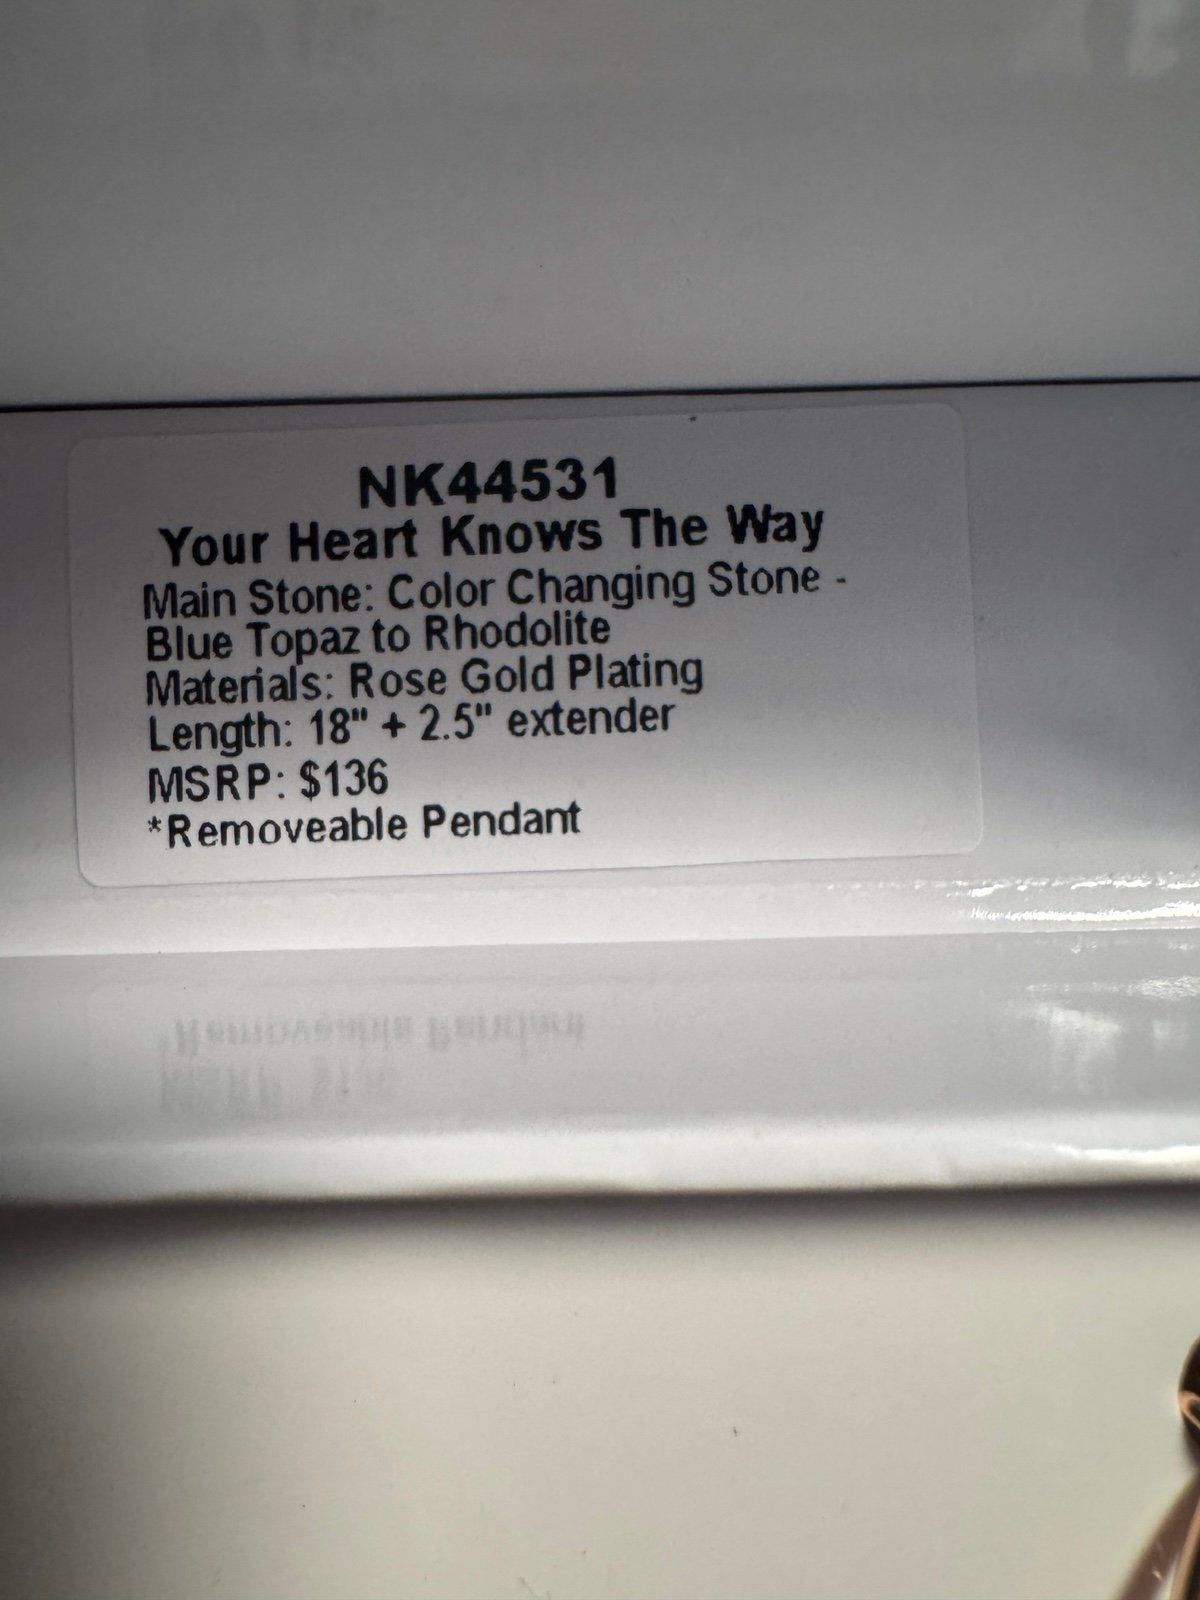 NK44531
Your Heart Knows The Way
Main Stone: Color Changing Stone -
Blue Topaz to Rhodolite
Materials: Rose Gold Plating
Length: 18" + 2.5" extender
MSRP: $136
*Removeable Pendant